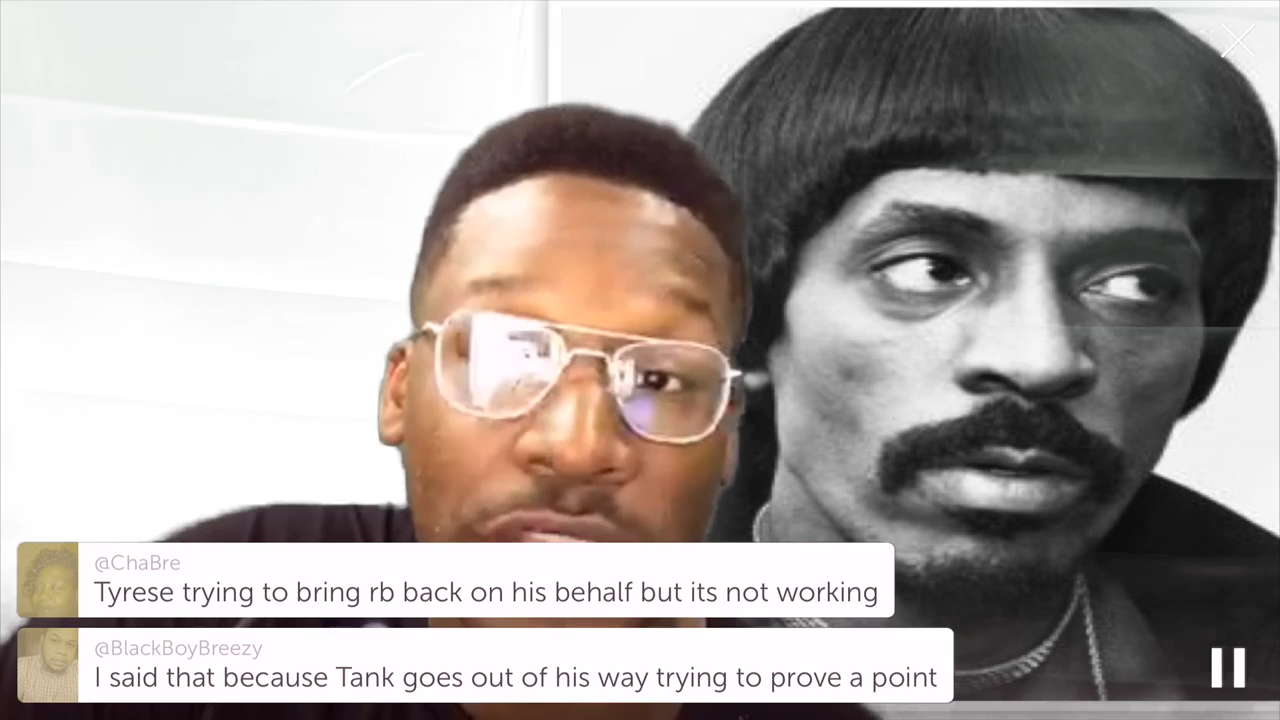 @ChaBre
Tyrese trying to bring rb back on his behalf but its not working
@BlackBoyBreezy
I said that because Tank goes out of his way trying to prove a point